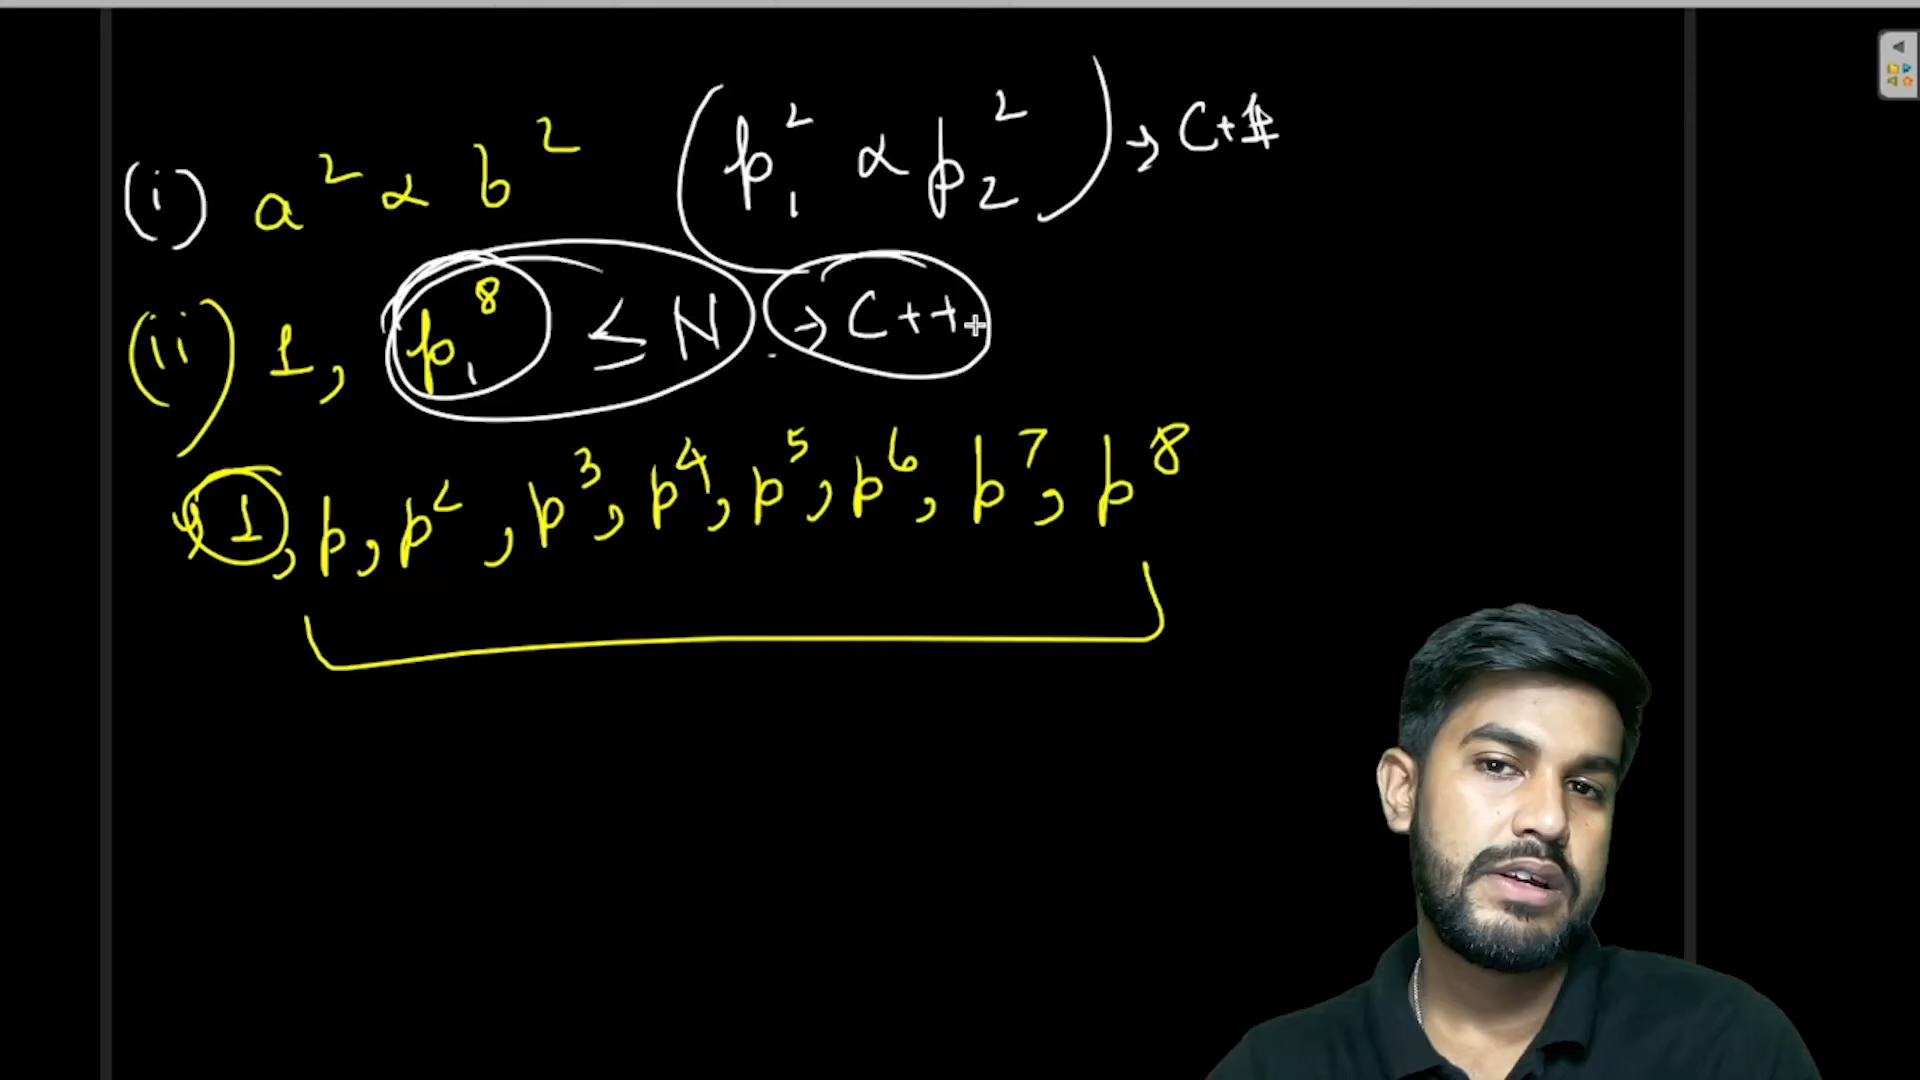 (i) a² α b² (p₁² α p₂²) → C++
(ii) 1, p₁⁸ ≤ N → C++
1, p, p², p³, p⁴, p⁵, p⁶, p⁷, p⁸